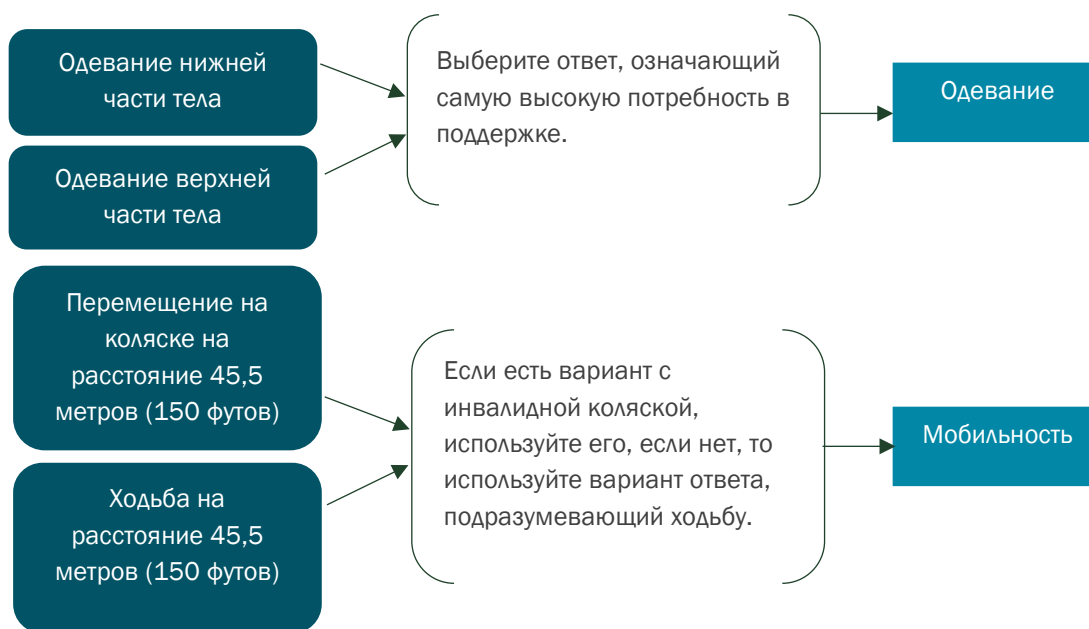 Одевание нижней
части тела
Одевание верхней
части тела
Выберите ответ, означающий
самую высокую потребность в
поддержке.
Одевание
Перемещение на
коляске на
расстояние 45,5
метров (150 футов)
Ходьба на
расстояние 45,5
метров (150 футов)
Если есть вариант с
инвалидной коляской,
используйте его, если нет, то
используйте вариант ответа,
подразумевающий ходьбу.
Мобильность